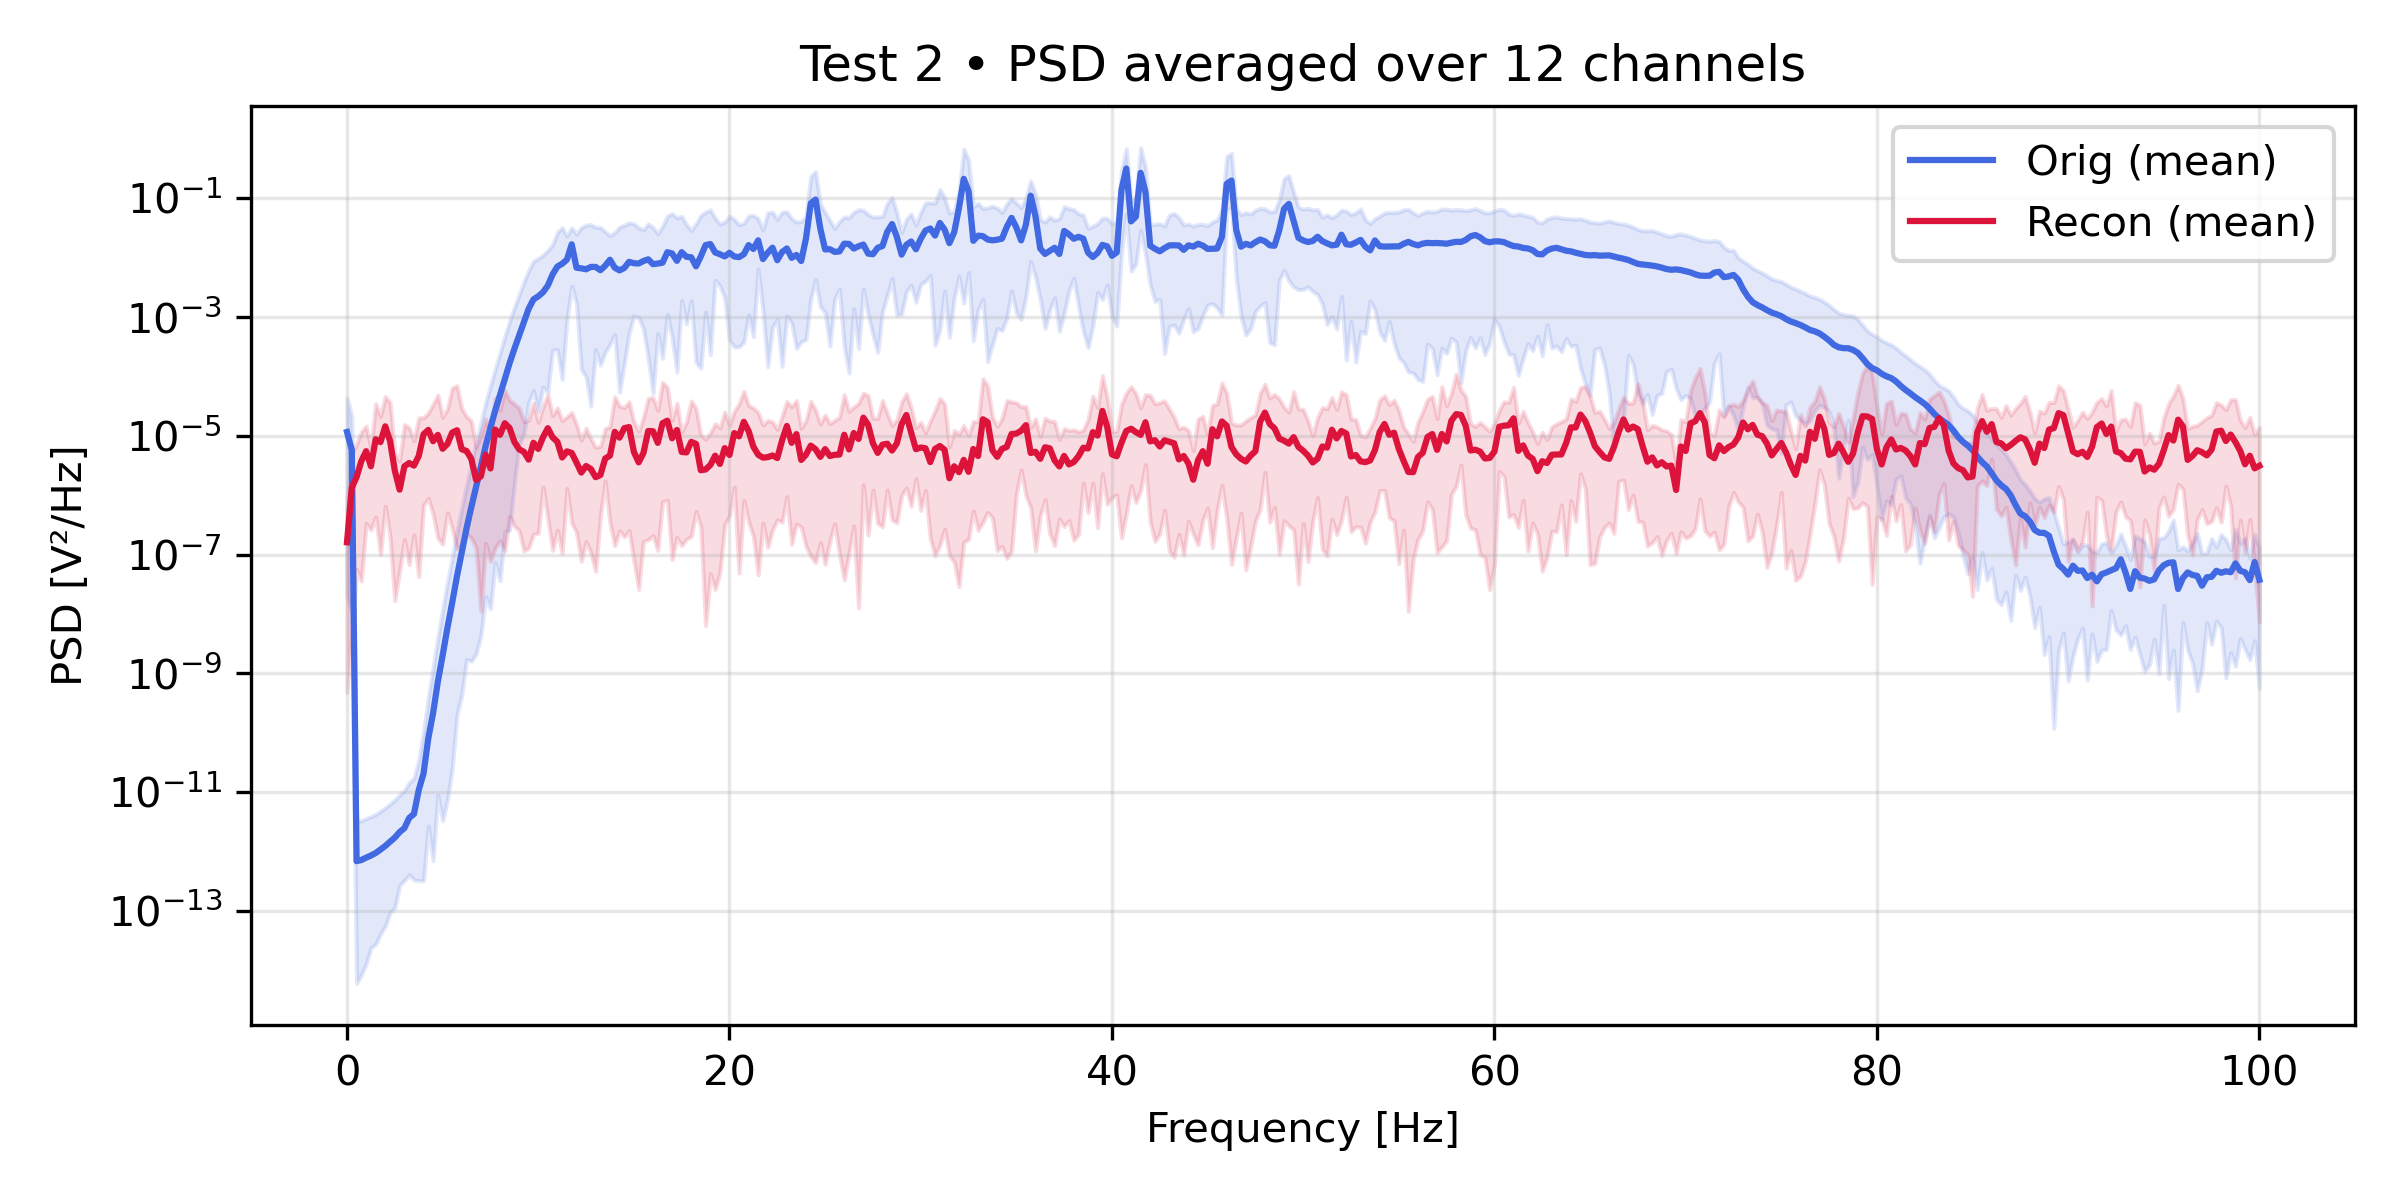 Test 2 • PSD averaged over 12 channels
Orig (mean)
Recon (mean)
PSD [V²/Hz]
10⁻¹
10⁻³
10⁻⁵
10⁻⁷
10⁻⁹
10⁻¹¹
10⁻¹³
0 20 40 60 80 100
Frequency [Hz]